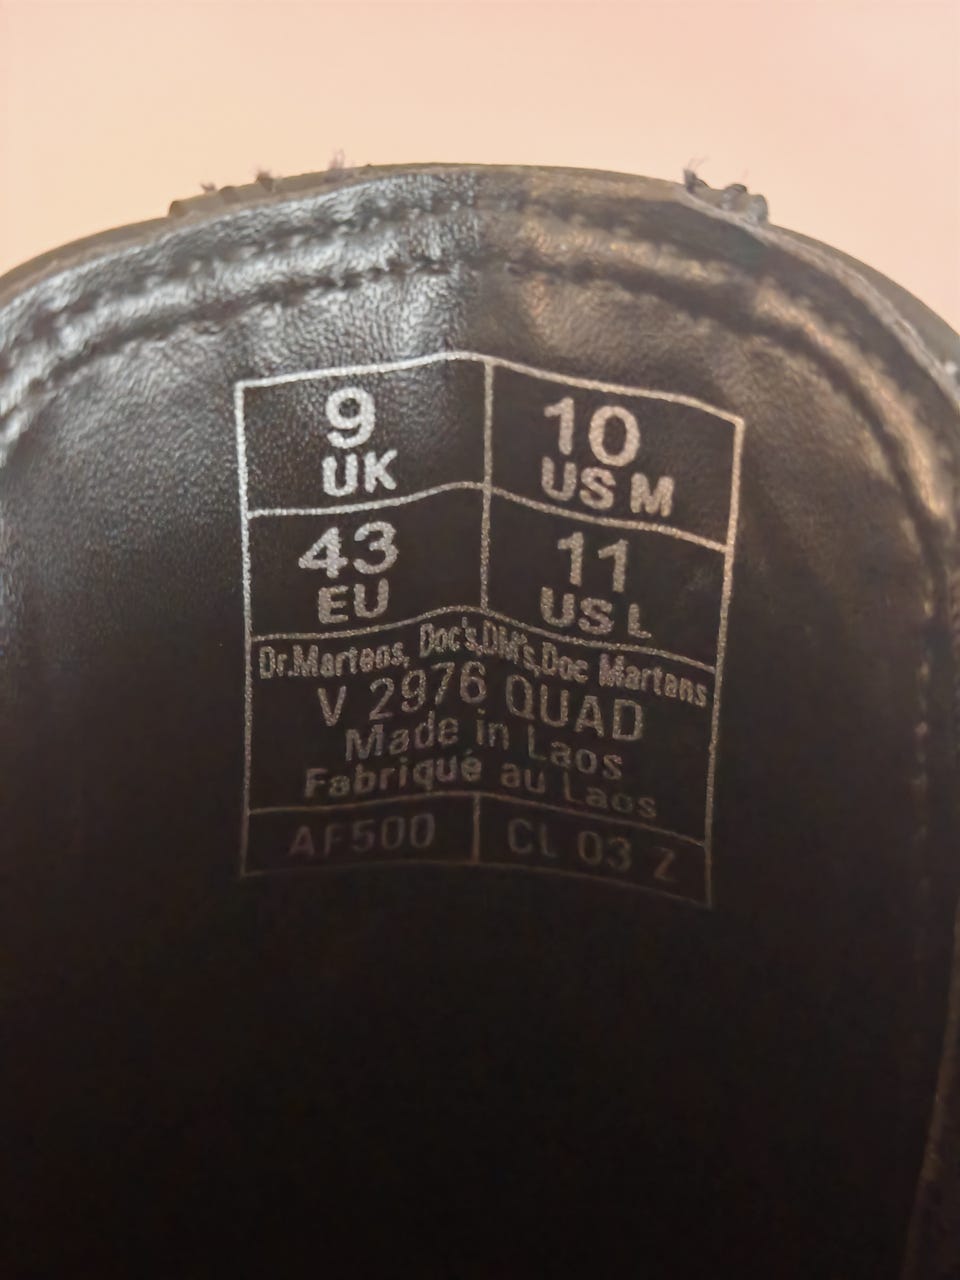 9
UK
10
US M
43
EU
11
US L
Dr.Martens, Doc's,DM's,Doc Martens
V 2976 QUAD
Made in Laos
Fabriqué au Laos
AF500
CL 03 Z